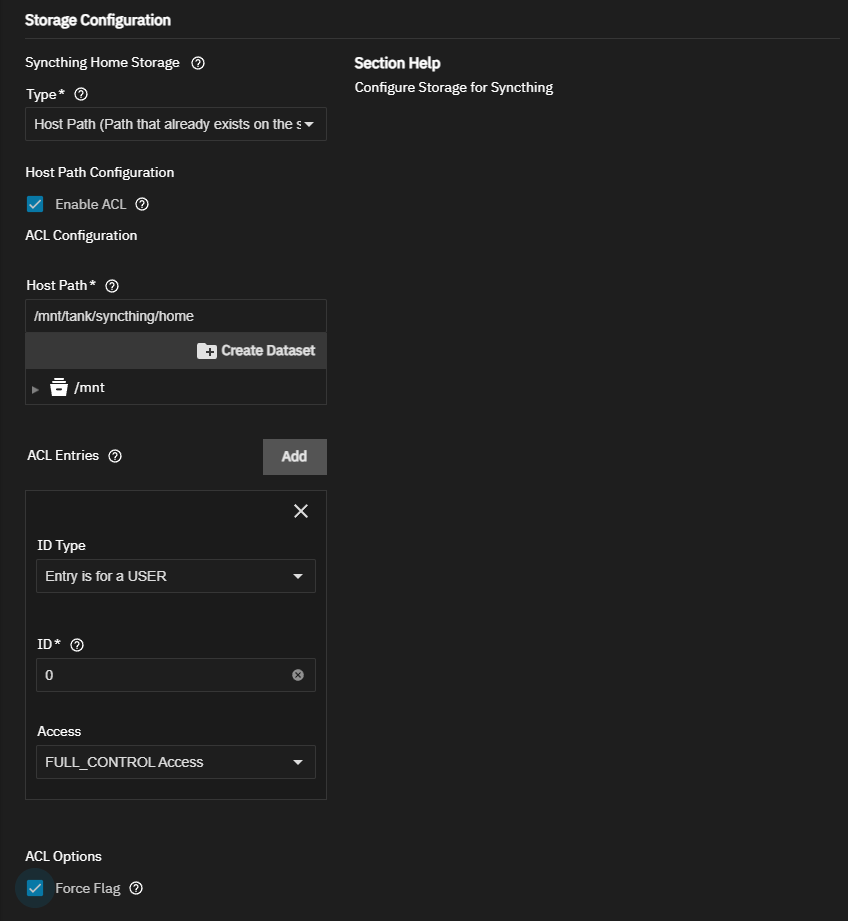 Storage Configuration
Syncthing Home Storage
Section Help
Type*
Configure Storage for Syncthing
Host Path (Path that already exists on the s
Host Path Configuration
Enable ACL
ACL Configuration
Host Path*
/mnt/tank/syncthing/home
Create Dataset
/mnt
ACL Entries
Add
ID Type
Entry is for a USER
ID*
0
Access
FULL_CONTROL Access
ACL Options
Force Flag